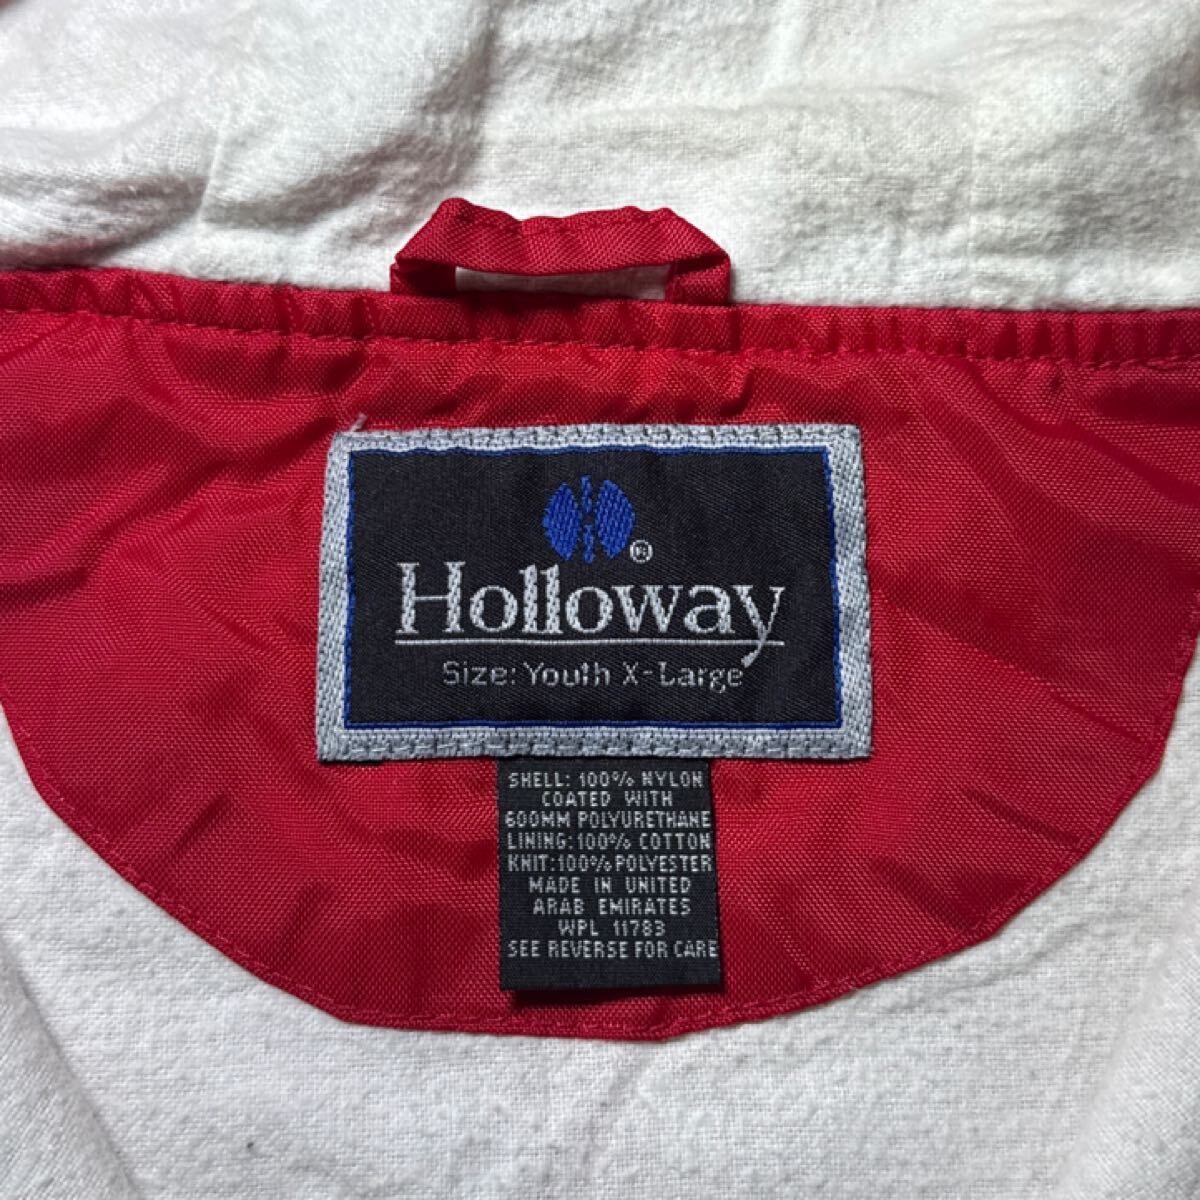 Holloway®
Size: Youth X-Large
SHELL: 100% NYLON
COATED WITH
600MM POLYURETHANE
LINING: 100% COTTON
KNIT: 100% POLYESTER
MADE IN UNITED
ARAB EMIRATES
WPL 11783
SEE REVERSE FOR CARE